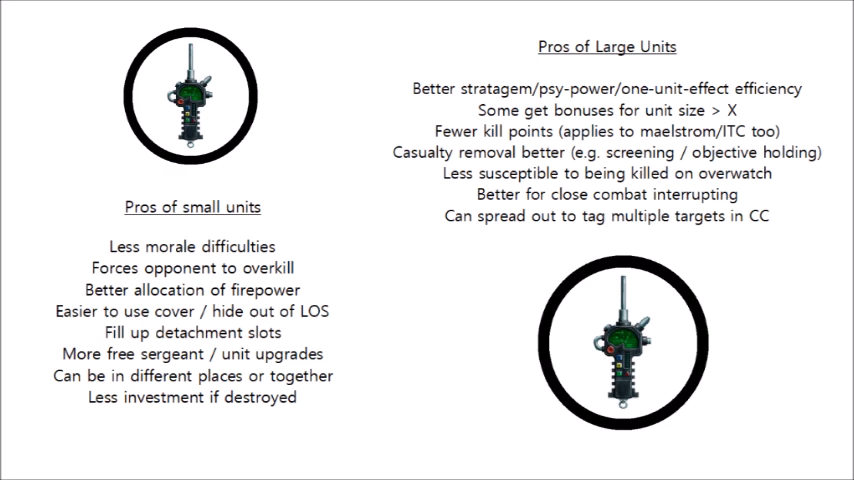 Pros of small units
Less morale difficulties
Forces opponent to overkill
Better allocation of firepower
Easier to use cover / hide out of LOS
Fill up detachment slots
More free sergeant / unit upgrades
Can be in different places or together
Less investment if destroyed
Pros of Large Units
Better stratagem/psy-power/one-unit-effect efficiency
Some get bonuses for unit size > X
Fewer kill points (applies to maelstrom/ITC too)
Casualty removal better (e.g. screening / objective holding)
Less susceptible to being killed on overwatch
Better for close combat interrupting
Can spread out to tag multiple targets in CC